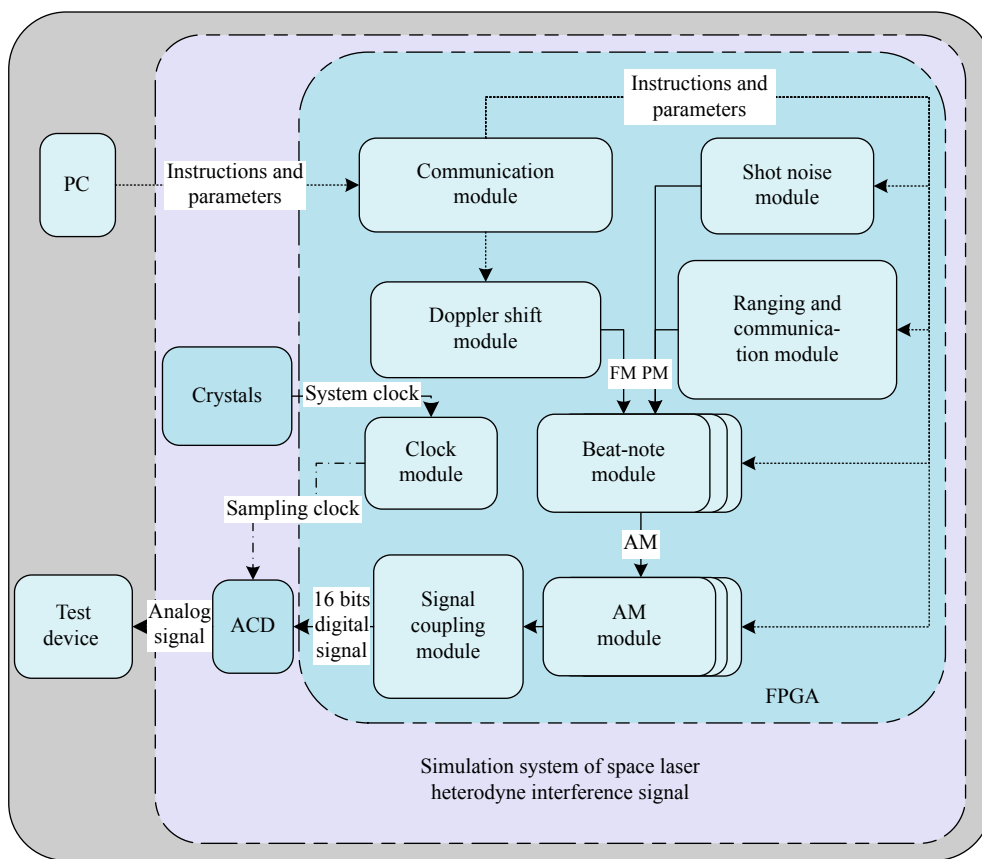 Instructions and
parameters
PC
Instructions and
parameters
Communication
module
Shot noise
module
Doppler shift
module
Ranging and
communica-
tion module
FM PM
Crystals
System clock
Clock
module
Beat-note
module
Sampling clock
AM
Test
device
Analog
signal
ACD
16 bits
digital
signal
Signal
coupling
module
AM
module
FPGA
Simulation system of space laser
heterodyne interference signal